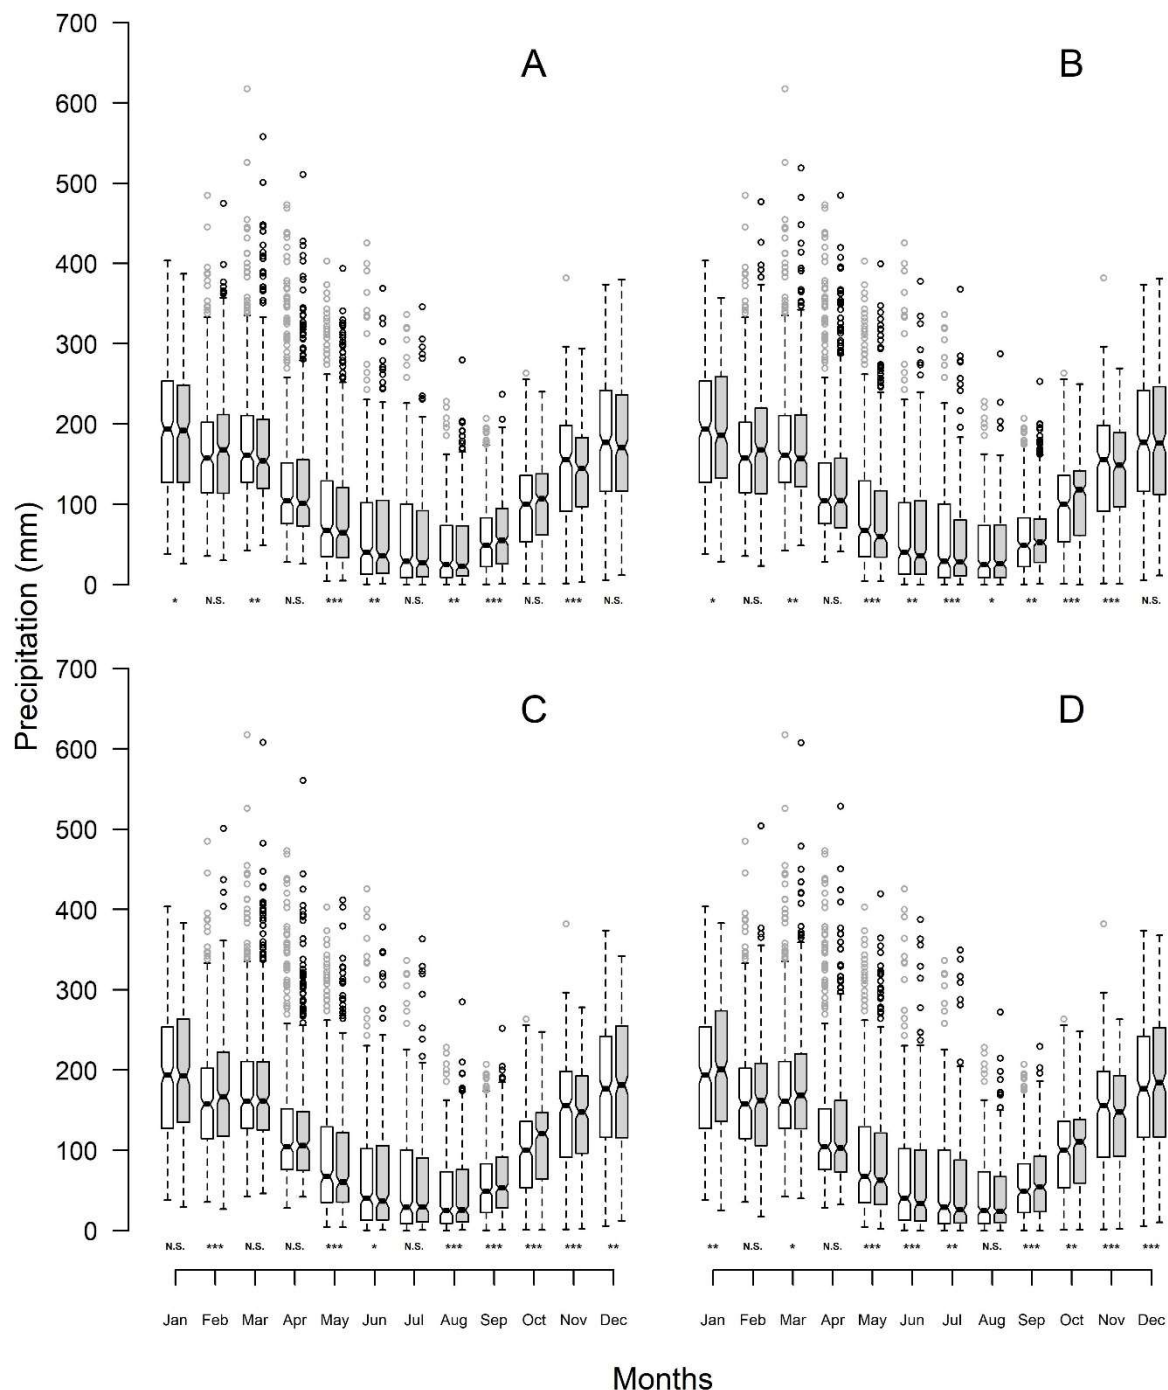 700
A
B
600
500
400
300
200
100
0
* N.S. ** N.S. *** ** N.S. ** *** N.S. *** N.S.
* N.S. ** N.S. *** ** *** * ** *** *** N.S.
Precipitation (mm)
700
C
D
600
500
400
300
200
100
0
N.S. *** N.S. N.S. *** * N.S. *** *** *** *** **
** N.S. * N.S. *** *** ** N.S. *** ** *** ***
Jan Feb Mar Apr May Jun Jul Aug Sep Oct Nov Dec
Jan Feb Mar Apr May Jun Jul Aug Sep Oct Nov Dec
Months